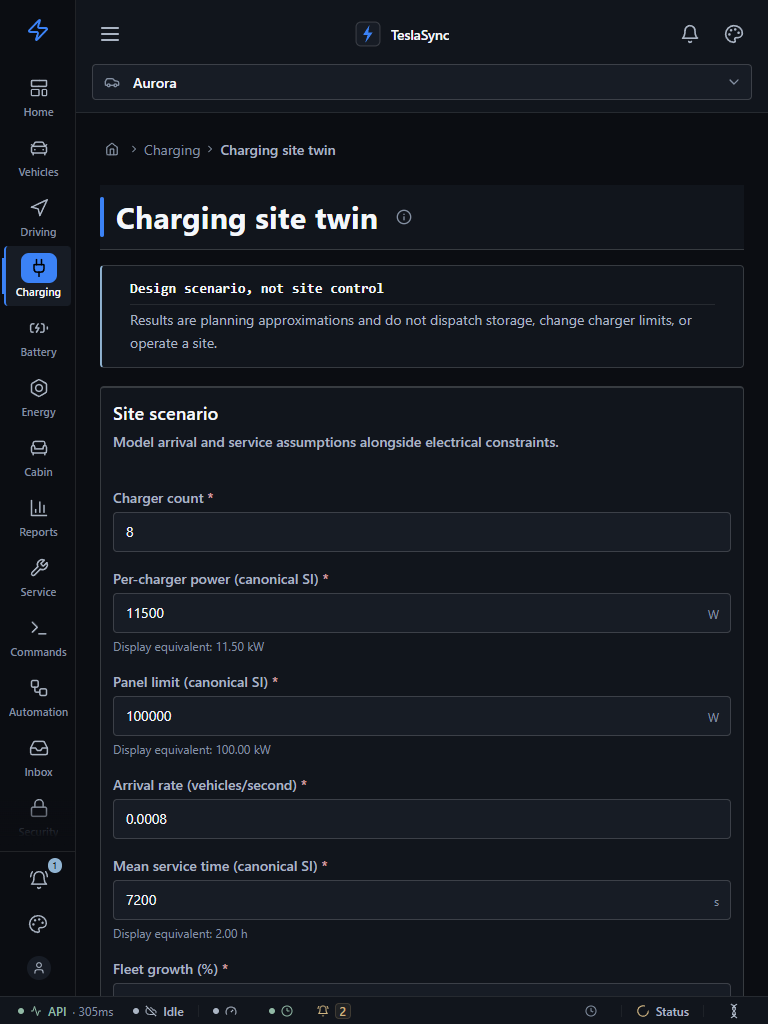 TeslaSync
Aurora
Home
Vehicles
Driving
Charging
Battery
Energy
Cabin
Reports
Service
Commands
Automation
Inbox
Security
1
Charging
Charging site twin
Charging site twin
Design scenario, not site control
Results are planning approximations and do not dispatch storage, change charger limits, or
operate a site.
Site scenario
Model arrival and service assumptions alongside electrical constraints.
Charger count *
8
Per-charger power (canonical SI) *
11500 W
Display equivalent: 11.50 kW
Panel limit (canonical SI) *
100000 W
Display equivalent: 100.00 kW
Arrival rate (vehicles/second) *
0.0008
Mean service time (canonical SI) *
7200 s
Display equivalent: 2.00 h
Fleet growth (%) *
API · 305ms Idle 2 Status